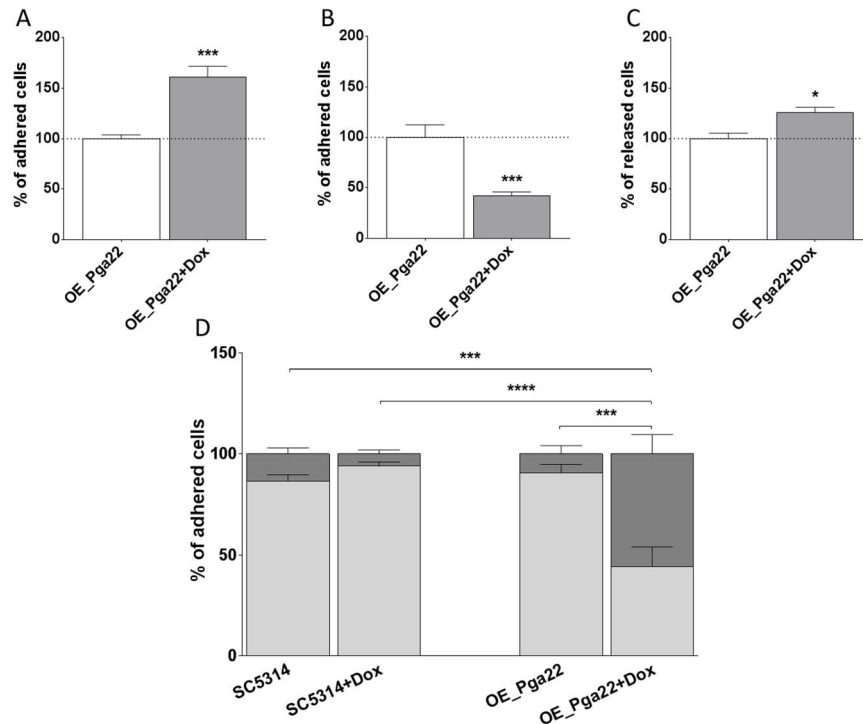 A
% of adhered cells
200
150
100
50
0
***
OE_Pga22
OE_Pga22+Dox
B
% of adhered cells
200
150
100
50
0
***
OE_Pga22
OE_Pga22+Dox
C
% of released cells
200
150
100
50
0
*
OE_Pga22
OE_Pga22+Dox
D
% of adhered cells
150
100
50
0
***
****
***
SC5314
SC5314+Dox
OE_Pga22
OE_Pga22+Dox